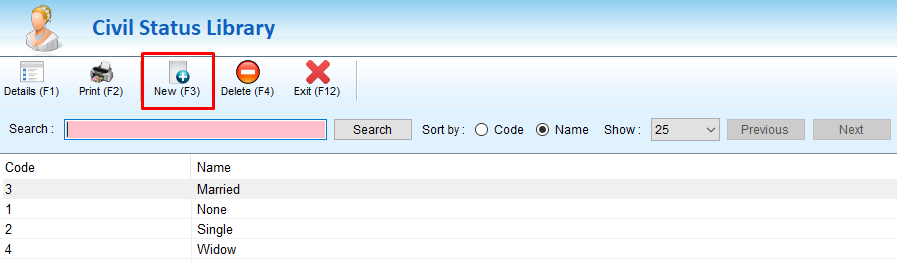 Civil Status Library
Details (F1) Print (F2) New (F3) Delete (F4) Exit (F12)
Search : Search Sort by : Code Name Show : 25 Previous Next
Code Name
3 Married
1 None
2 Single
4 Widow